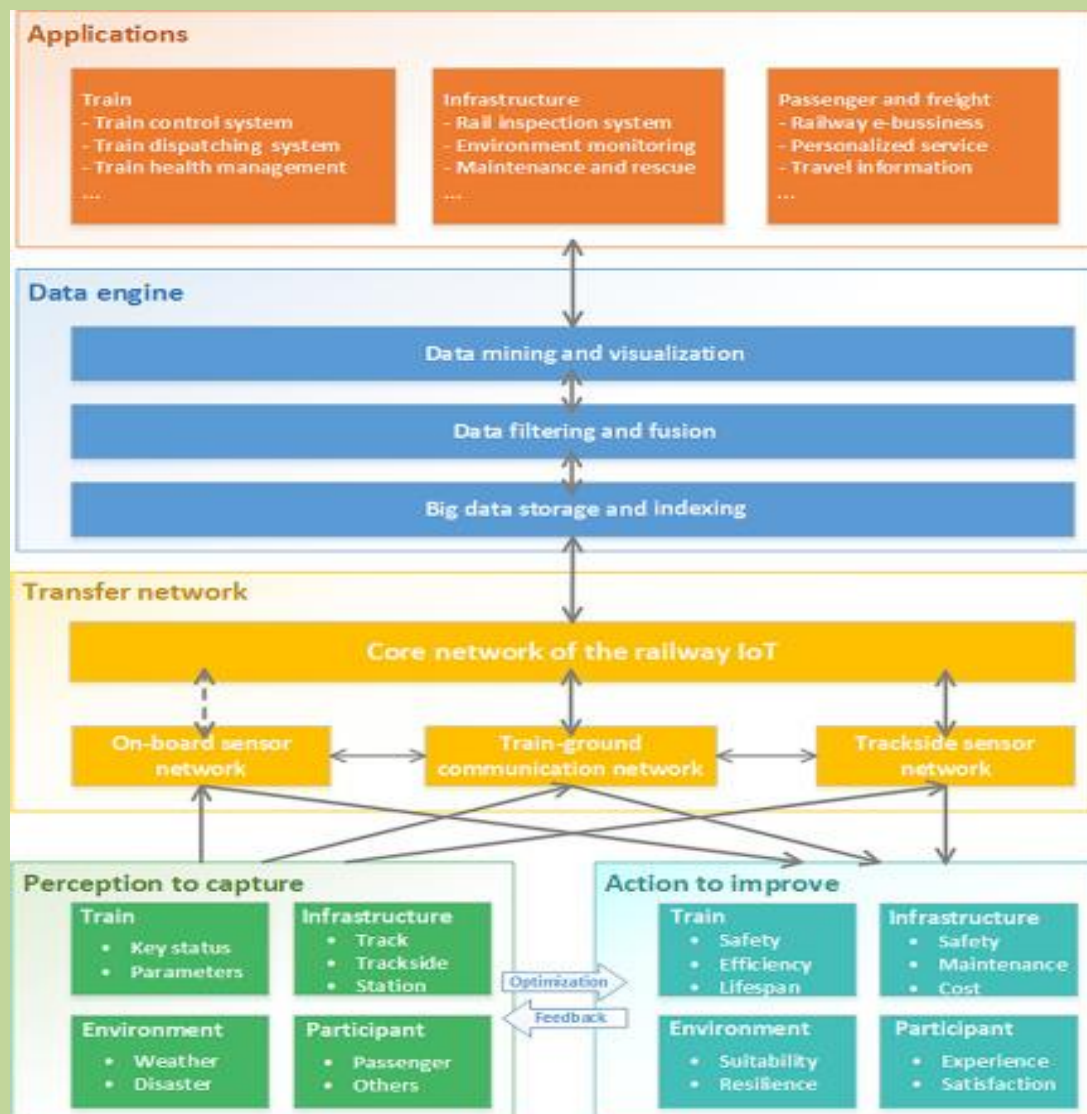 Applications
Train
- Train control system
- Train dispatching system
- Train health management
...
Infrastructure
- Rail inspection system
- Environment monitoring
- Maintenance and rescue
...
Passenger and freight
- Railway e-bussiness
- Personalized service
- Travel information
...
Data engine
Data mining and visualization
Data filtering and fusion
Big data storage and indexing
Transfer network
Core network of the railway IoT
On-board sensor
network
Train-ground
communication network
Trackside sensor
network
Perception to capture
Train
• Key status
• Parameters
Infrastructure
• Track
• Trackside
• Station
Environment
• Weather
• Disaster
Participant
• Passenger
• Others
Optimization
Feedback
Action to improve
Train
• Safety
• Efficiency
• Lifespan
Infrastructure
• Safety
• Maintenance
• Cost
Environment
• Suitability
• Resilience
Participant
• Experience
• Satisfaction